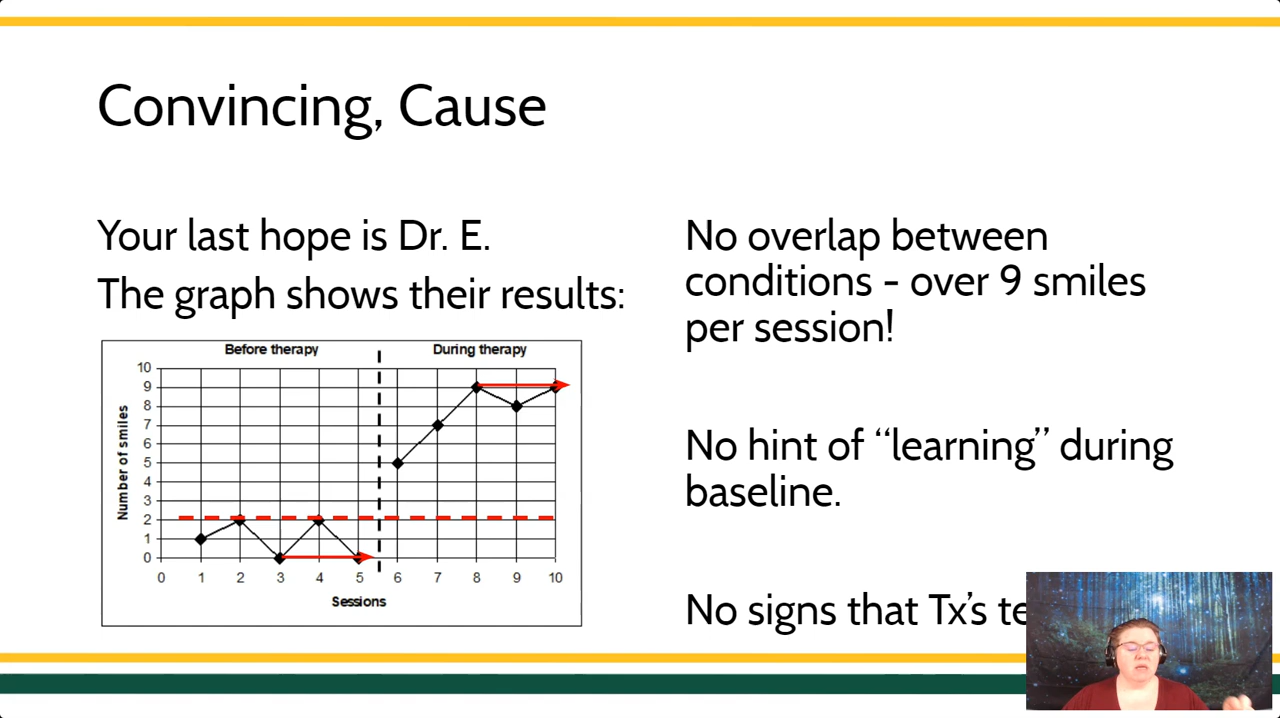 Convincing, Cause
Your last hope is Dr. E.
The graph shows their results:
Before therapy
During therapy
Number of smiles
10
9
8
7
6
5
4
3
2
1
0
0 1 2 3 4 5 6 7 8 9 10
Sessions
No overlap between
conditions - over 9 smiles
per session!
No hint of “learning” during
baseline.
No signs that Tx’s